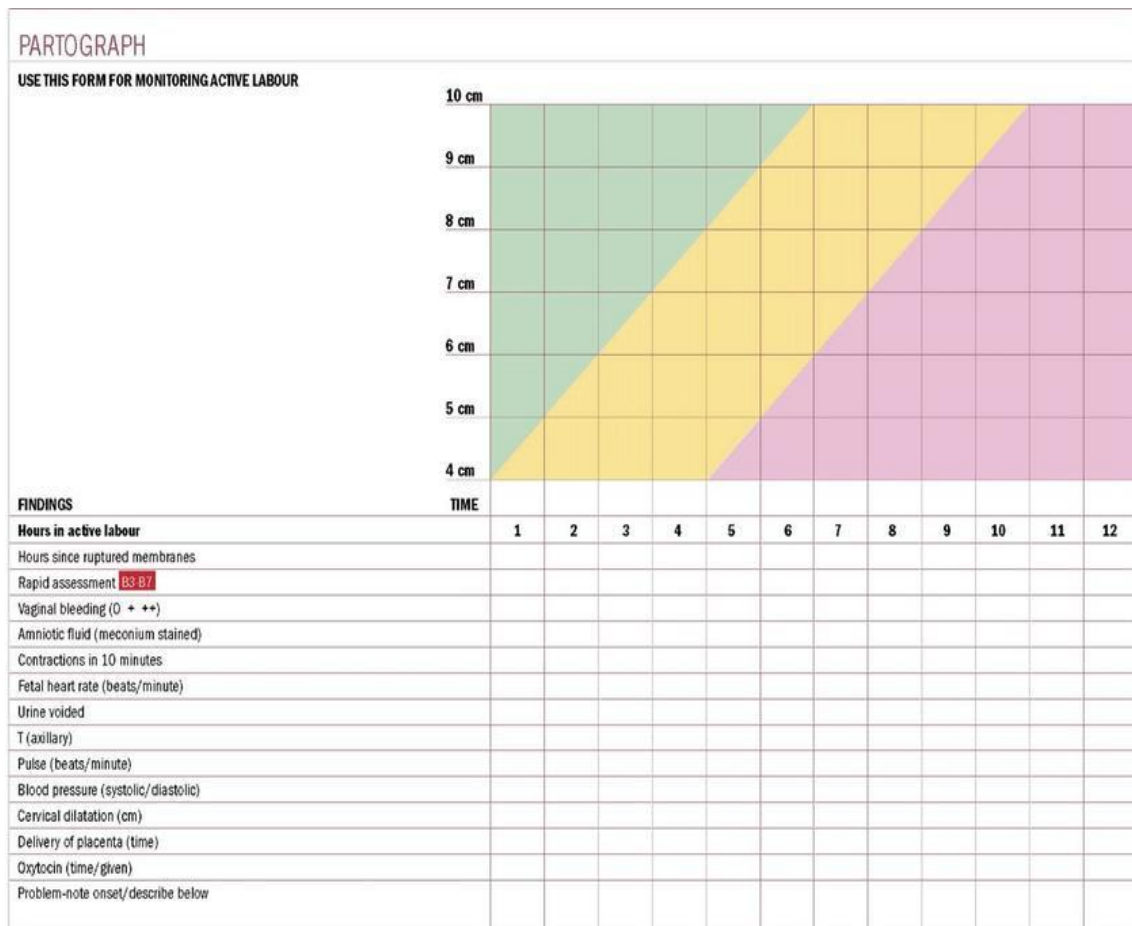 PARTOGRAPH
USE THIS FORM FOR MONITORING ACTIVE LABOUR
10 cm
9 cm
8 cm
7 cm
6 cm
5 cm
4 cm
FINDINGS TIME
Hours in active labour 1 2 3 4 5 6 7 8 9 10 11 12
Hours since ruptured membranes
Rapid assessment B3-B7
Vaginal bleeding (0 + ++)
Amniotic fluid (meconium stained)
Contractions in 10 minutes
Fetal heart rate (beats/minute)
Urine voided
T (axillary)
Pulse (beats/minute)
Blood pressure (systolic/diastolic)
Cervical dilatation (cm)
Delivery of placenta (time)
Oxytocin (time/given)
Problem-note onset/describe below